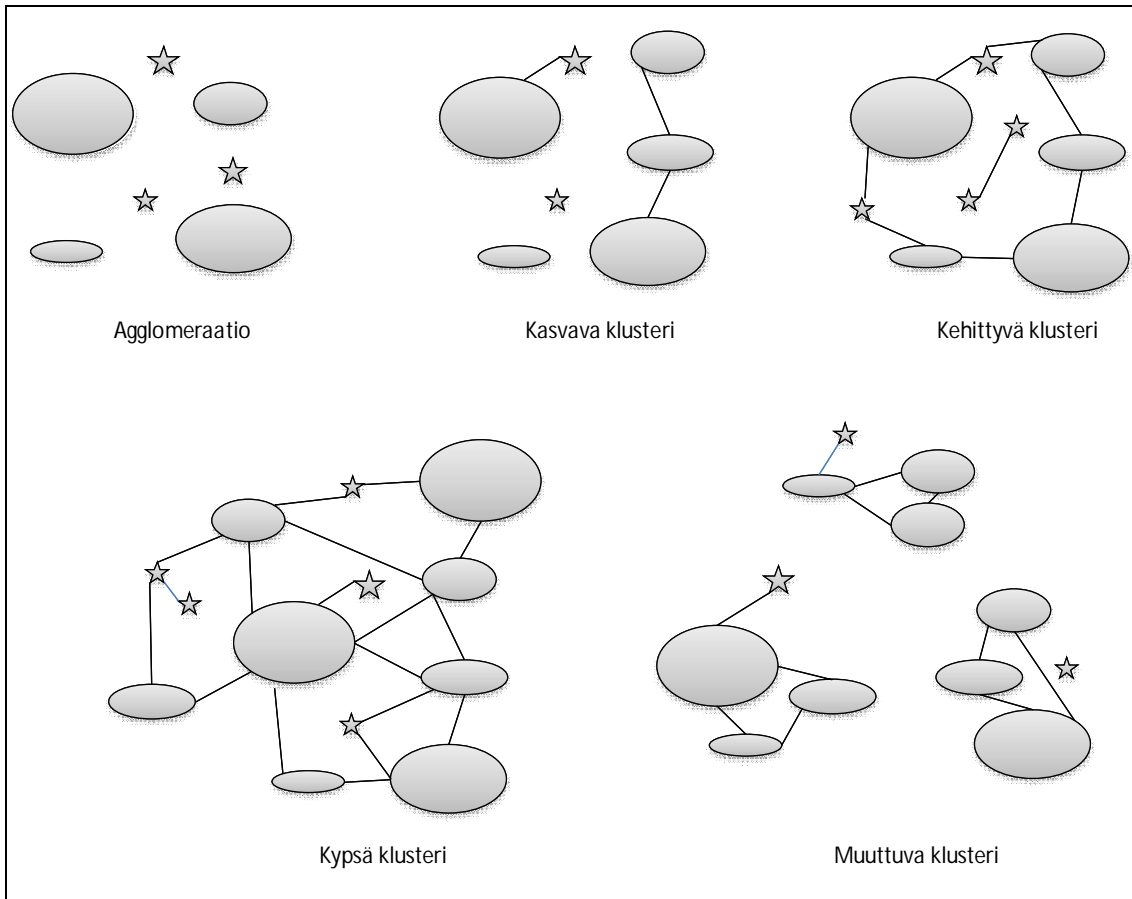 Agglomeraatio
Kasvava klusteri
Kehittyvä klusteri
Kypsä klusteri
Muuttuva klusteri